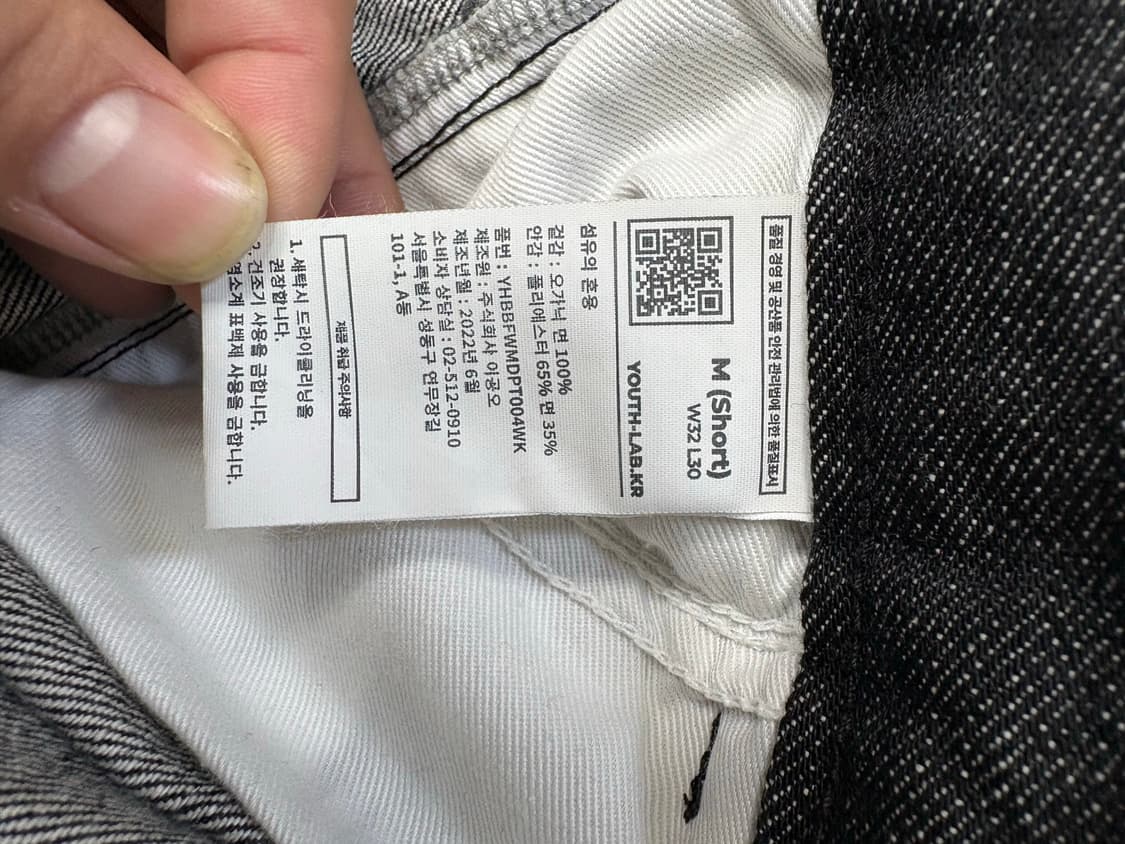 품질 경영 및 공산품 안전 관리법에 의한 품질표시
M (Short)
W32 L30
YOUTH-LAB.KR
섬유의 혼용
겉감 : 오가닉 면 100%
안감 : 폴리에스터 65% 면 35%
품번 : YHBBFWMDPT004WK
제조원 : 주식회사 이공오
제조년월 : 2022년 6월
소비자 상담실 : 02-512-0910
서울특별시 성동구 연무장길
101-1, A동
제품 취급 주의사항
1. 세탁시 드라이클리닝을
권장합니다.
2. 건조기 사용을 금합니다.
표백제 사용을 금합니다.